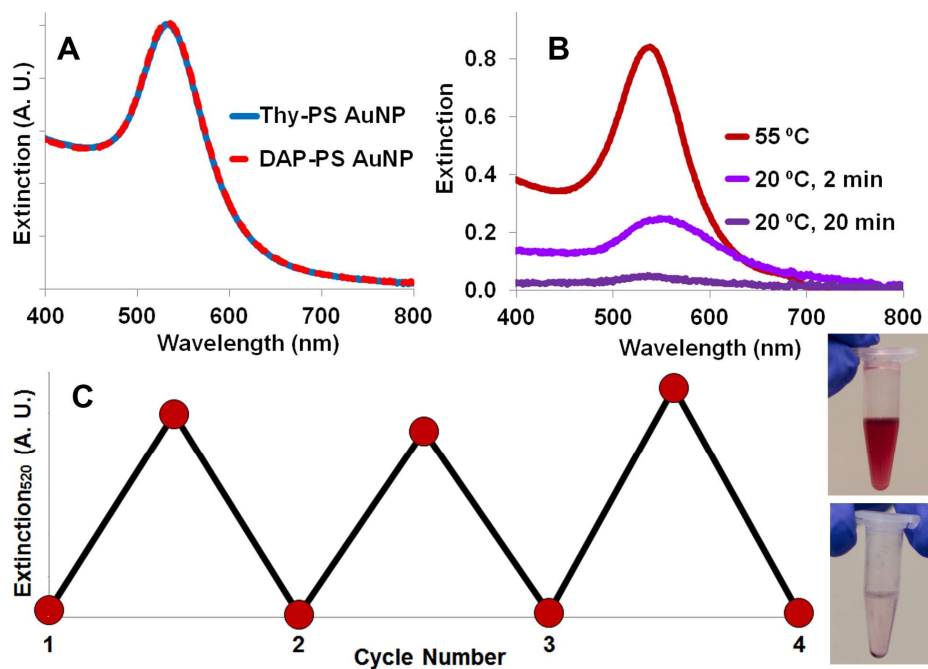 A
Extinction (A. U.)
Thy-PS AuNP
DAP-PS AuNP
400 500 600 700 800
Wavelength (nm)
B
Extinction
0.8
0.6
0.4
0.2
0.0
55 ºC
20 ºC, 2 min
20 ºC, 20 min
400 500 600 700 800
Wavelength (nm)
C
Extinction₅₂₀ (A. U.)
1 2 3 4
Cycle Number